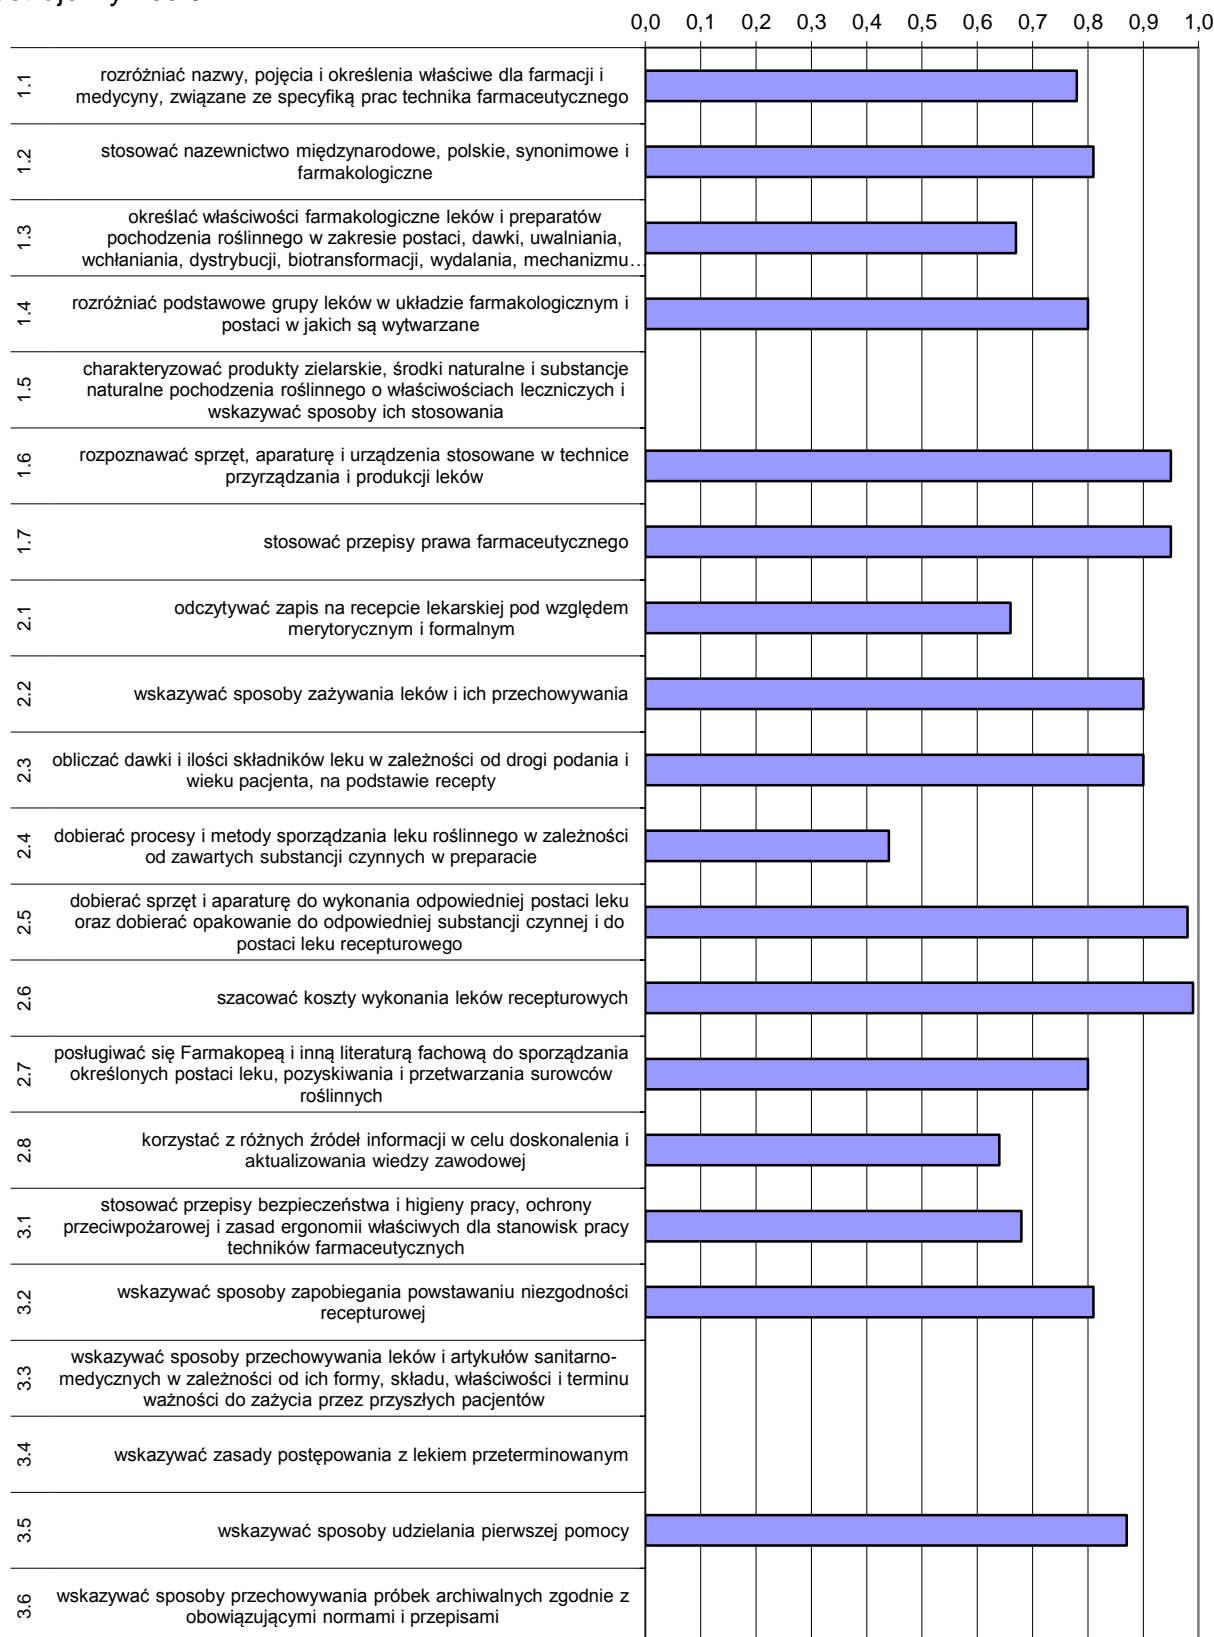 0,0 0,1 0,2 0,3 0,4 0,5 0,6 0,7 0,8 0,9 1,0
1.1
rozróżniać nazwy, pojęcia i określenia właściwe dla farmacji i
medycyny, związane ze specyfiką prac technika farmaceutycznego
1.2
stosować nazewnictwo międzynarodowe, polskie, synonimowe i
farmakologiczne
1.3
określać właściwości farmakologiczne leków i preparatów
pochodzenia roślinnego w zakresie postaci, dawki, uwalniania,
wchłaniania, dystrybucji, biotransformacji, wydalania, mechanizmu…
1.4
rozróżniać podstawowe grupy leków w układzie farmakologicznym i
postaci w jakich są wytwarzane
1.5
charakteryzować produkty zielarskie, środki naturalne i substancje
naturalne pochodzenia roślinnego o właściwościach leczniczych i
wskazywać sposoby ich stosowania
1.6
rozpoznawać sprzęt, aparaturę i urządzenia stosowane w technice
przyrządzania i produkcji leków
1.7
stosować przepisy prawa farmaceutycznego
2.1
odczytywać zapis na recepcie lekarskiej pod względem
merytorycznym i formalnym
2.2
wskazywać sposoby zażywania leków i ich przechowywania
2.3
obliczać dawki i ilości składników leku w zależności od drogi podania i
wieku pacjenta, na podstawie recepty
2.4
dobierać procesy i metody sporządzania leku roślinnego w zależności
od zawartych substancji czynnych w preparacie
2.5
dobierać sprzęt i aparaturę do wykonania odpowiedniej postaci leku
oraz dobierać opakowanie do odpowiedniej substancji czynnej i do
postaci leku recepturowego
2.6
szacować koszty wykonania leków recepturowych
2.7
posługiwać się Farmakopeą i inną literaturą fachową do sporządzania
określonych postaci leku, pozyskiwania i przetwarzania surowców
roślinnych
2.8
korzystać z różnych źródeł informacji w celu doskonalenia i
aktualizowania wiedzy zawodowej
3.1
stosować przepisy bezpieczeństwa i higieny pracy, ochrony
przeciwpożarowej i zasad ergonomii właściwych dla stanowisk pracy
techników farmaceutycznych
3.2
wskazywać sposoby zapobiegania powstawaniu niezgodności
recepturowej
3.3
wskazywać sposoby przechowywania leków i artykułów sanitarno-
medycznych w zależności od ich formy, składu, właściwości i terminu
ważności do zażycia przez przyszłych pacjentów
3.4
wskazywać zasady postępowania z lekiem przeterminowanym
3.5
wskazywać sposoby udzielania pierwszej pomocy
3.6
wskazywać sposoby przechowywania próbek archiwalnych zgodnie z
obowiązującymi normami i przepisami